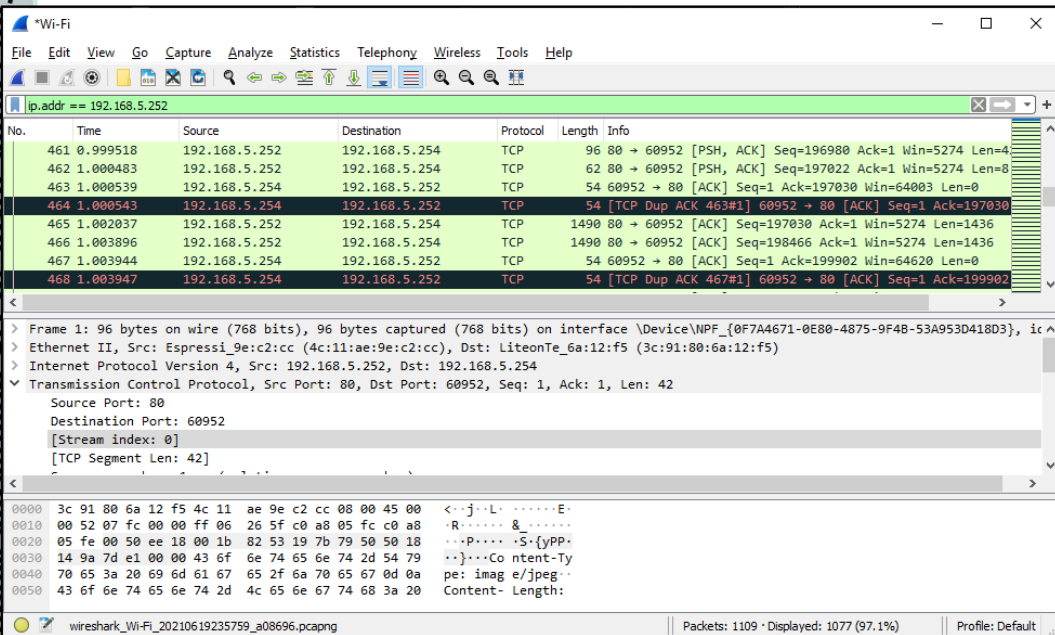 *Wi-Fi
File Edit View Go Capture Analyze Statistics Telephony Wireless Tools Help
ip.addr == 192.168.5.252
No. Time Source Destination Protocol Length Info
461 0.999518 192.168.5.252 192.168.5.254 TCP 96 80 → 60952 [PSH, ACK] Seq=196980 Ack=1 Win=5274 Len=4
462 1.000483 192.168.5.252 192.168.5.254 TCP 62 80 → 60952 [PSH, ACK] Seq=197022 Ack=1 Win=5274 Len=8
463 1.000539 192.168.5.254 192.168.5.252 TCP 54 60952 → 80 [ACK] Seq=1 Ack=197030 Win=64003 Len=0
464 1.000543 192.168.5.254 192.168.5.252 TCP 54 [TCP Dup ACK 463#1] 60952 → 80 [ACK] Seq=1 Ack=197030
465 1.002037 192.168.5.252 192.168.5.254 TCP 1490 80 → 60952 [ACK] Seq=197030 Ack=1 Win=5274 Len=1436
466 1.003896 192.168.5.252 192.168.5.254 TCP 1490 80 → 60952 [ACK] Seq=198466 Ack=1 Win=5274 Len=1436
467 1.003944 192.168.5.254 192.168.5.252 TCP 54 60952 → 80 [ACK] Seq=1 Ack=199902 Win=64620 Len=0
468 1.003947 192.168.5.254 192.168.5.252 TCP 54 [TCP Dup ACK 467#1] 60952 → 80 [ACK] Seq=1 Ack=199902
Frame 1: 96 bytes on wire (768 bits), 96 bytes captured (768 bits) on interface \Device\NPF_{0F7A4671-0E80-4875-9F4B-53A953D418D3}, id
Ethernet II, Src: Espressi_9e:c2:cc (4c:11:ae:9e:c2:cc), Dst: LiteonTe_6a:12:f5 (3c:91:80:6a:12:f5)
Internet Protocol Version 4, Src: 192.168.5.252, Dst: 192.168.5.254
Transmission Control Protocol, Src Port: 80, Dst Port: 60952, Seq: 1, Ack: 1, Len: 42
Source Port: 80
Destination Port: 60952
[Stream index: 0]
[TCP Segment Len: 42]
0000 3c 91 80 6a 12 f5 4c 11 ae 9e c2 cc 08 00 45 00 <··j··L· ······E·
0010 00 52 07 fc 00 00 ff 06 26 5f c0 a8 05 fc c0 a8 ·R······ &_······
0020 05 fe 00 50 ee 18 00 1b 82 53 19 7b 79 50 50 18 ···P···· ·S·{yPP·
0030 14 9a 7d e1 00 00 43 6f 6e 74 65 6e 74 2d 54 79 ··}···Co ntent-Ty
0040 70 65 3a 20 69 6d 61 67 65 2f 6a 70 65 67 0d 0a pe: imag e/jpeg··
0050 43 6f 6e 74 65 6e 74 2d 4c 65 6e 67 74 68 3a 20 Content- Length:
wireshark_Wi-Fi_20210619235759_a08696.pcapng Packets: 1109 · Displayed: 1077 (97.1%) Profile: Default